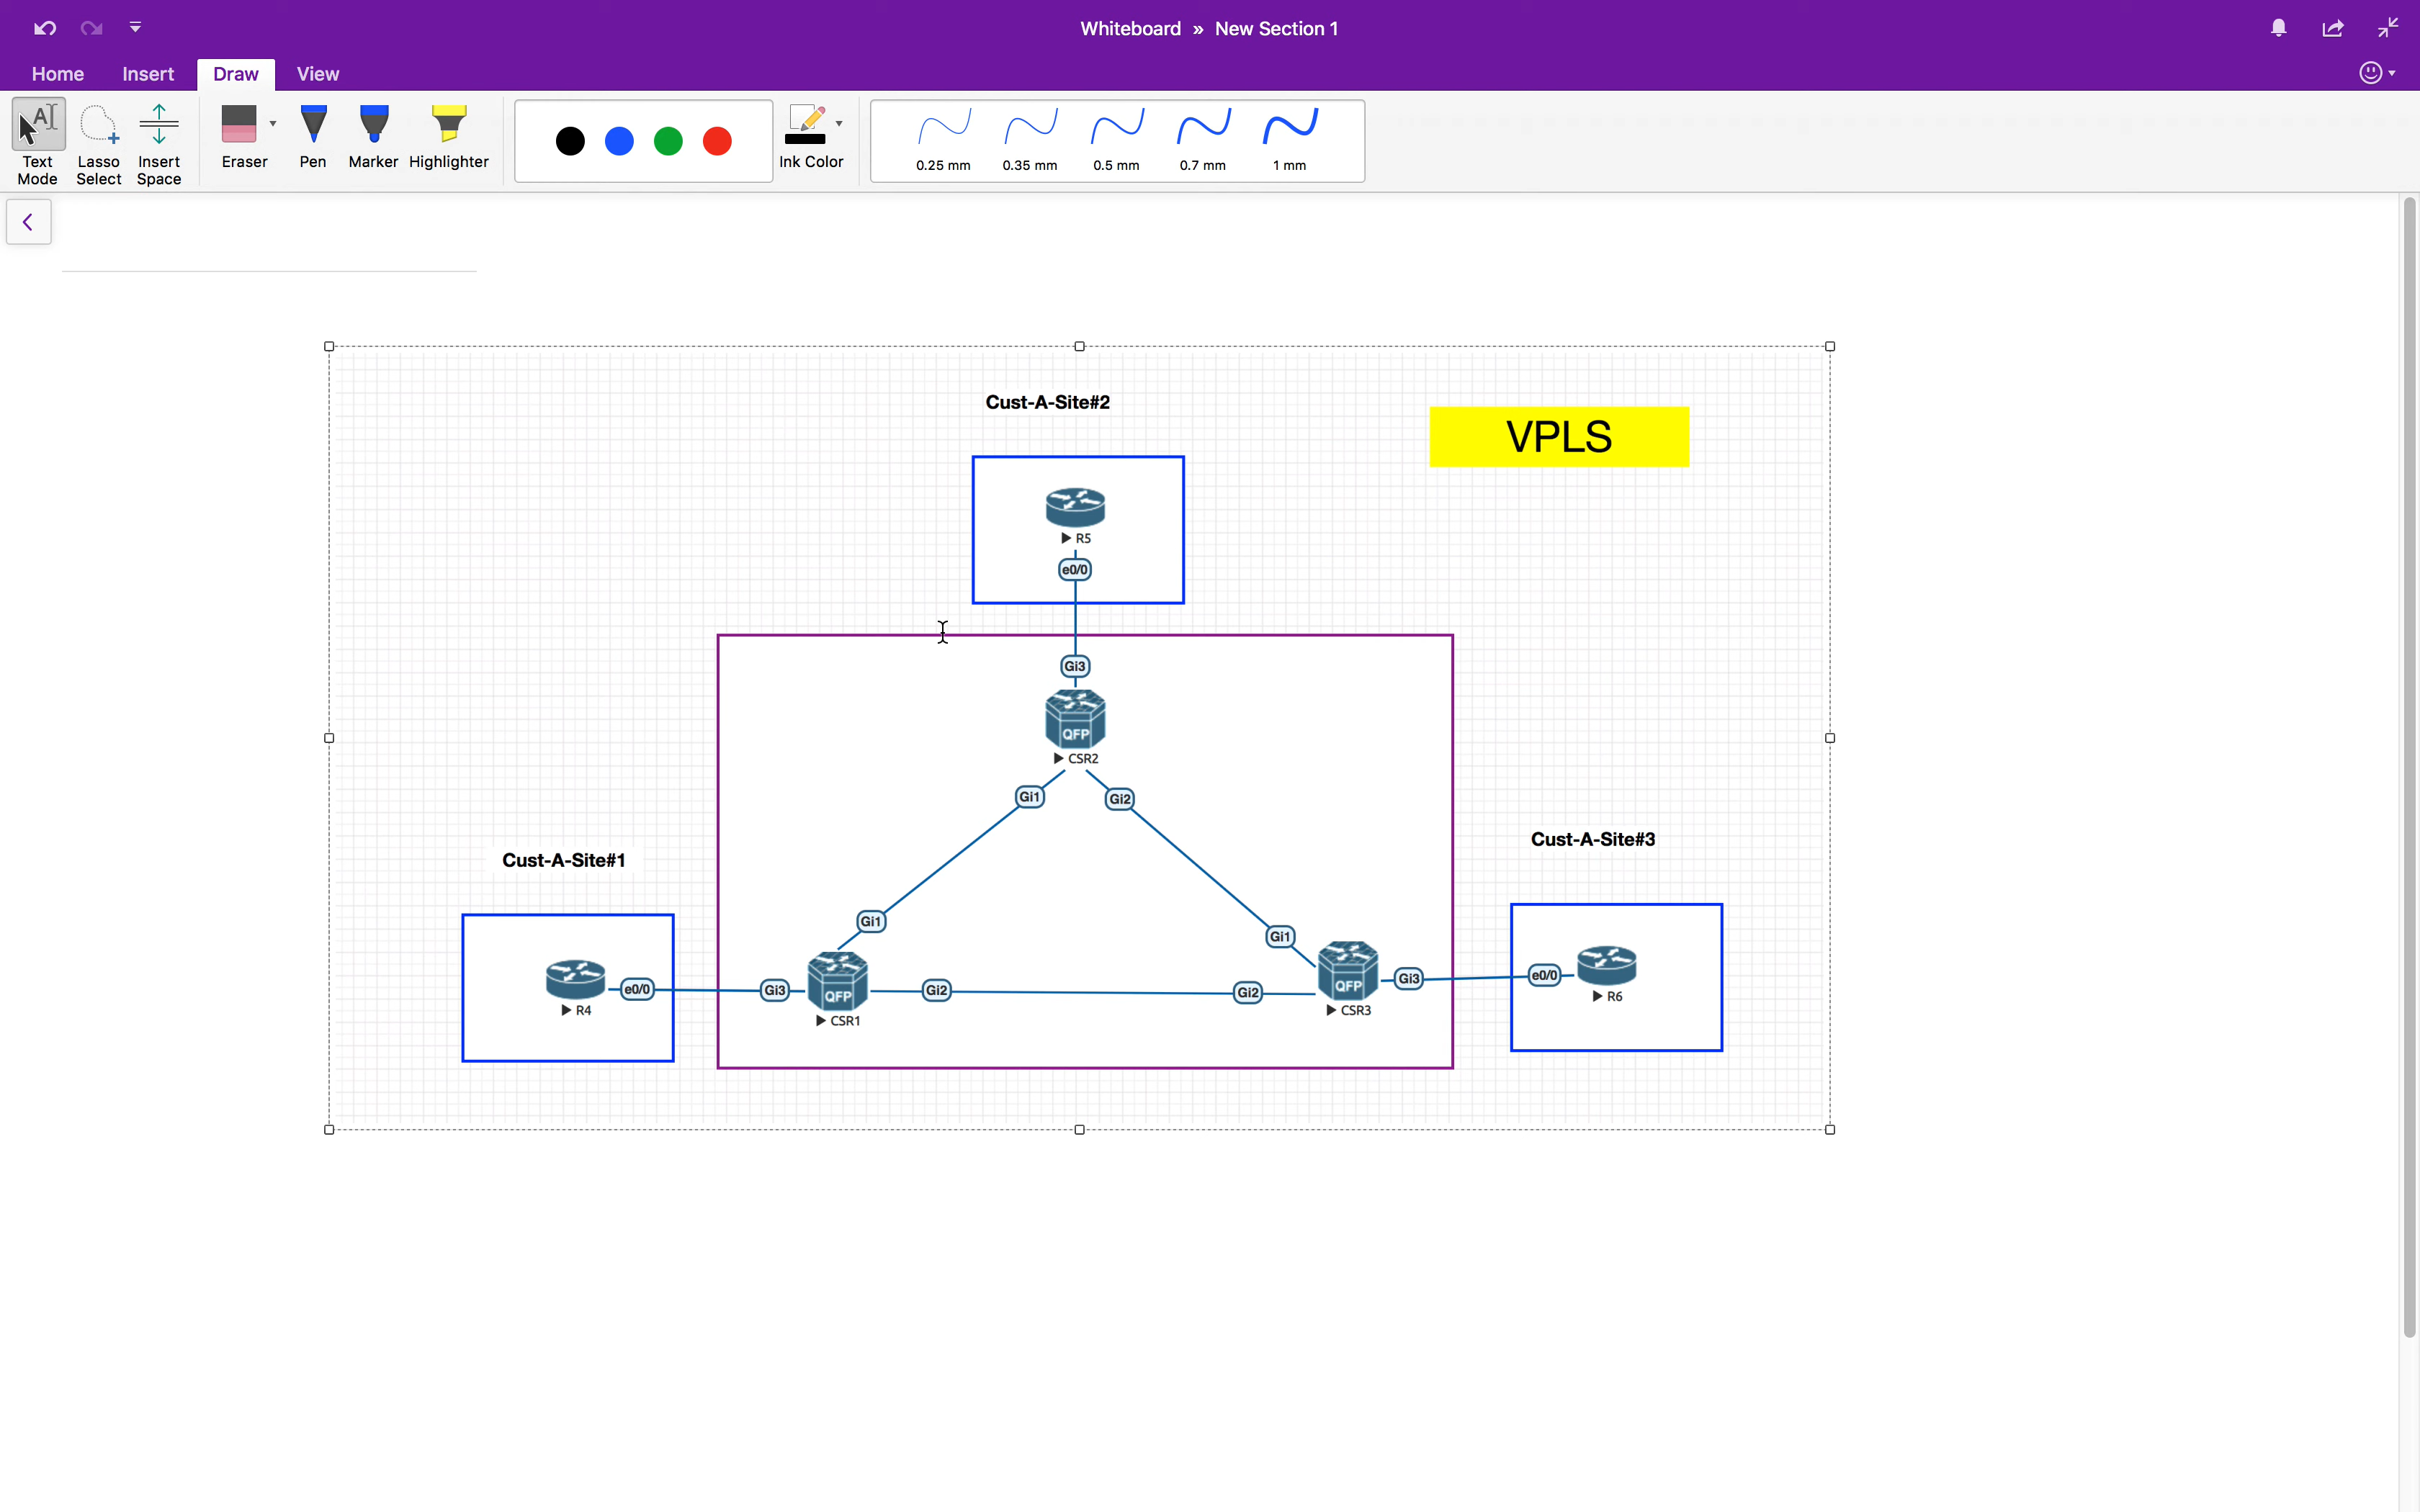 Whiteboard » New Section 1
Home Insert Draw View
Text Mode
Lasso Select
Insert Space
Eraser
Pen
Marker
Highlighter
Ink Color
0.25 mm
0.35 mm
0.5 mm
0.7 mm
1 mm
Cust-A-Site#2
VPLS
R5
e0/0
Gi3
QFP
CSR2
Gi1
Gi2
Cust-A-Site#3
Cust-A-Site#1
Gi1
Gi1
R4
e0/0
Gi3
QFP
CSR1
Gi2
Gi2
QFP
CSR3
Gi3
e0/0
R6